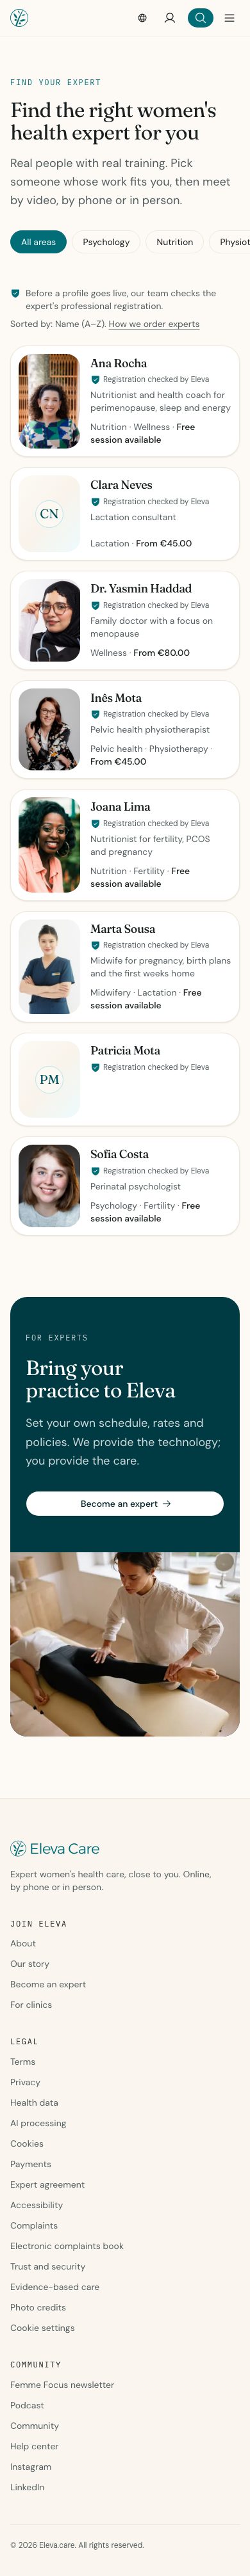 FIND YOUR EXPERT
Find the right women's
health expert for you
Real people with real training. Pick
someone whose work fits you, then meet
by video, by phone or in person.
All areas
Psychology
Nutrition
Physiot
Before a profile goes live, our team checks the
expert's professional registration.
Sorted by: Name (A–Z). How we order experts
Ana Rocha
Registration checked by Eleva
Nutritionist and health coach for
perimenopause, sleep and energy
Nutrition · Wellness · Free
session available
CN
Clara Neves
Registration checked by Eleva
Lactation consultant
Lactation · From €45.00
Dr. Yasmin Haddad
Registration checked by Eleva
Family doctor with a focus on
menopause
Wellness · From €80.00
Inês Mota
Registration checked by Eleva
Pelvic health physiotherapist
Pelvic health · Physiotherapy ·
From €45.00
Joana Lima
Registration checked by Eleva
Nutritionist for fertility, PCOS
and pregnancy
Nutrition · Fertility · Free
session available
Marta Sousa
Registration checked by Eleva
Midwife for pregnancy, birth plans
and the first weeks home
Midwifery · Lactation · Free
session available
PM
Patricia Mota
Registration checked by Eleva
Sofia Costa
Registration checked by Eleva
Perinatal psychologist
Psychology · Fertility · Free
session available
FOR EXPERTS
Bring your
practice to Eleva
Set your own schedule, rates and
policies. We provide the technology;
you provide the care.
Become an expert →
Eleva Care
Expert women's health care, close to you. Online,
by phone or in person.
JOIN ELEVA
About
Our story
Become an expert
For clinics
LEGAL
Terms
Privacy
Health data
AI processing
Cookies
Payments
Expert agreement
Accessibility
Complaints
Electronic complaints book
Trust and security
Evidence-based care
Photo credits
Cookie settings
COMMUNITY
Femme Focus newsletter
Podcast
Community
Help center
Instagram
LinkedIn
© 2026 Eleva.care. All rights reserved.